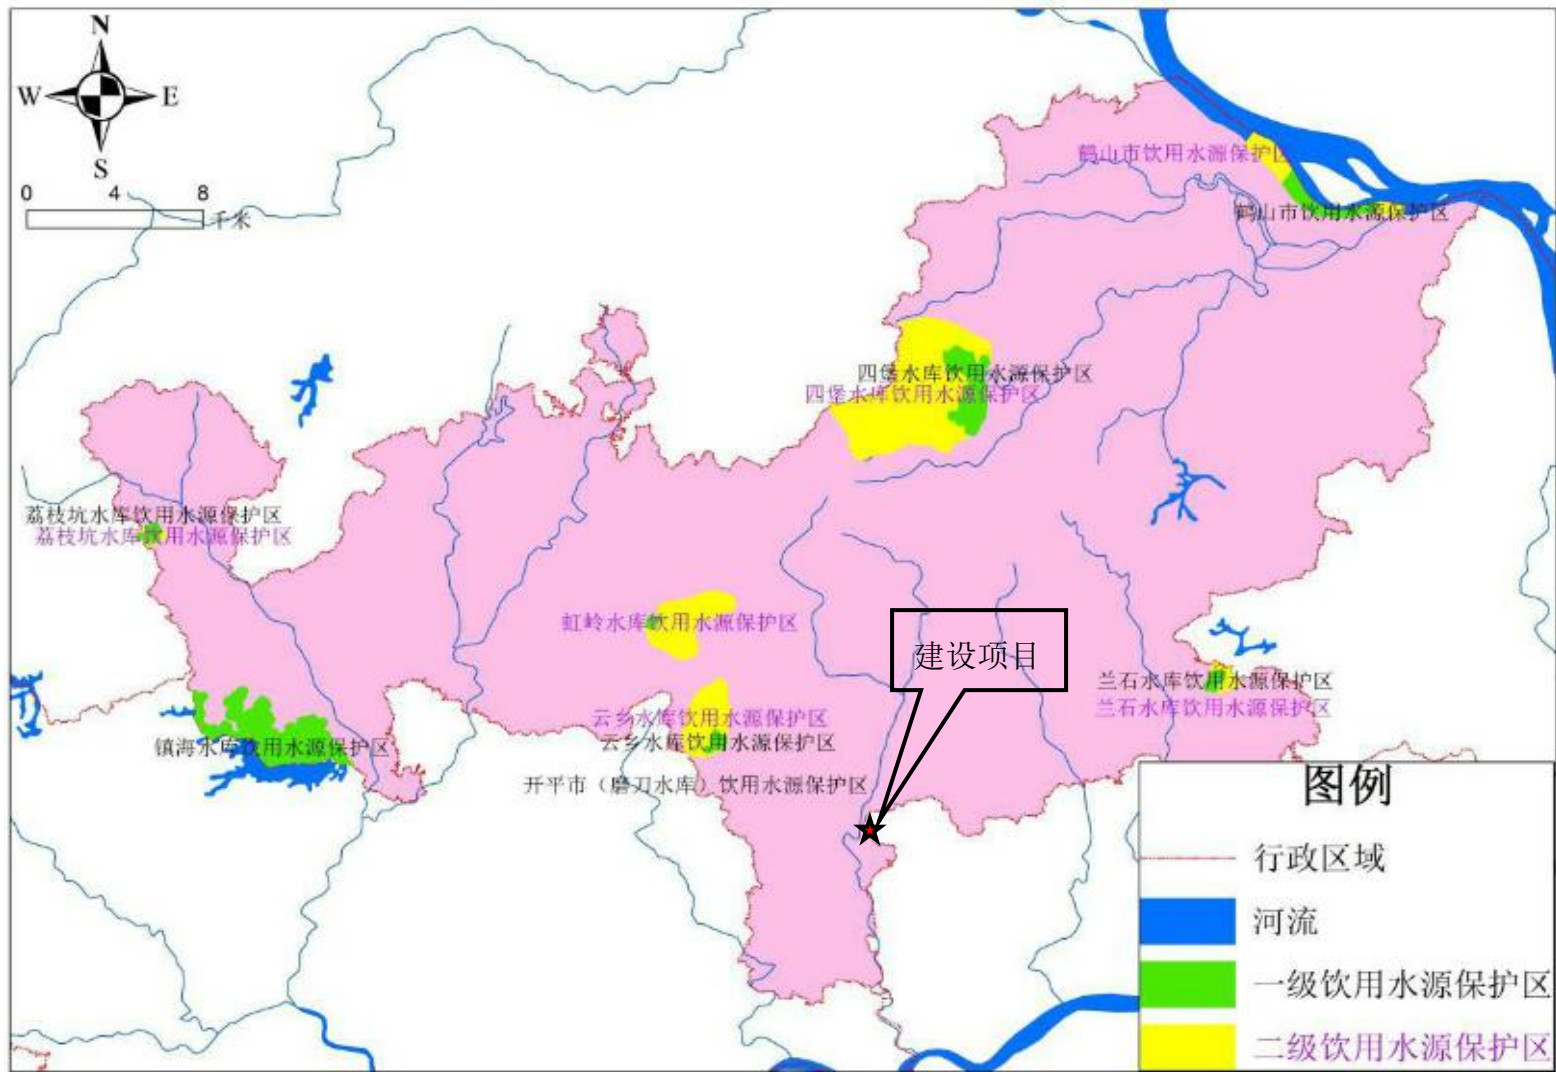 N
W
E
S
0
4
8
千米
鹤山市饮用水源保护区
鹤山市饮用水源保护区
四堡水库饮用水源保护区
四堡水库饮用水源保护区
荔枝坑水库饮用水源保护区
荔枝坑水库饮用水源保护区
虹岭水库饮用水源保护区
建设项目
兰石水库饮用水源保护区
兰石水库饮用水源保护区
云乡水库饮用水源保护区
云乡水库饮用水源保护区
镇海水库饮用水源保护区
开平市（磨刀水库）饮用水源保护区
图例
行政区域
河流
一级饮用水源保护区
二级饮用水源保护区